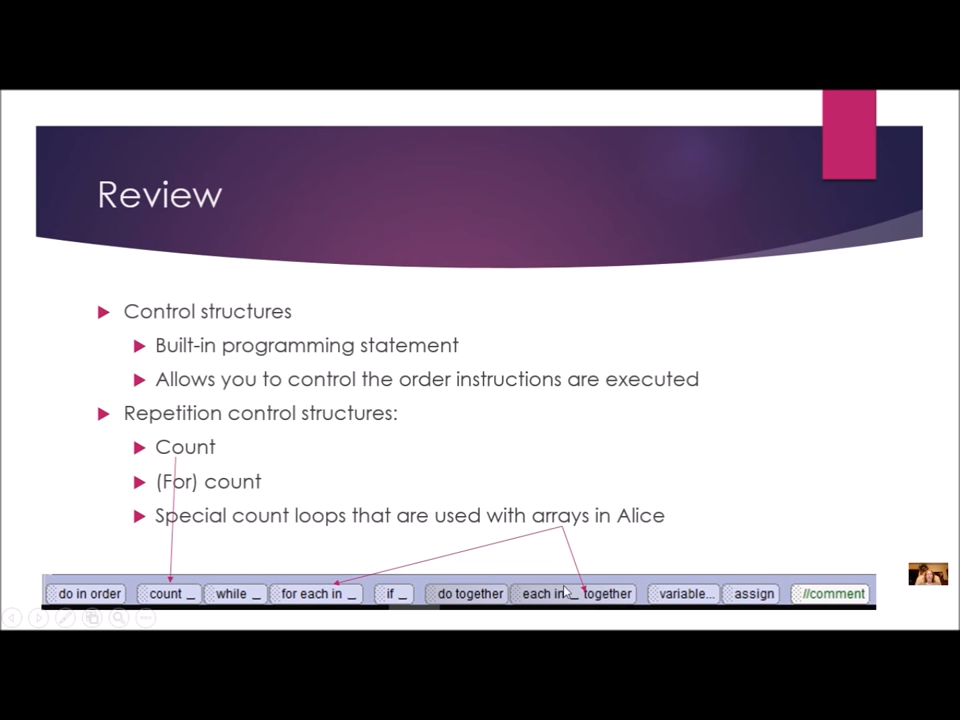 Review
Control structures
Built-in programming statement
Allows you to control the order instructions are executed
Repetition control structures:
Count
(For) count
Special count loops that are used with arrays in Alice
do in order count _ while _ for each in _ if _ do together each in _ together variable... assign //comment